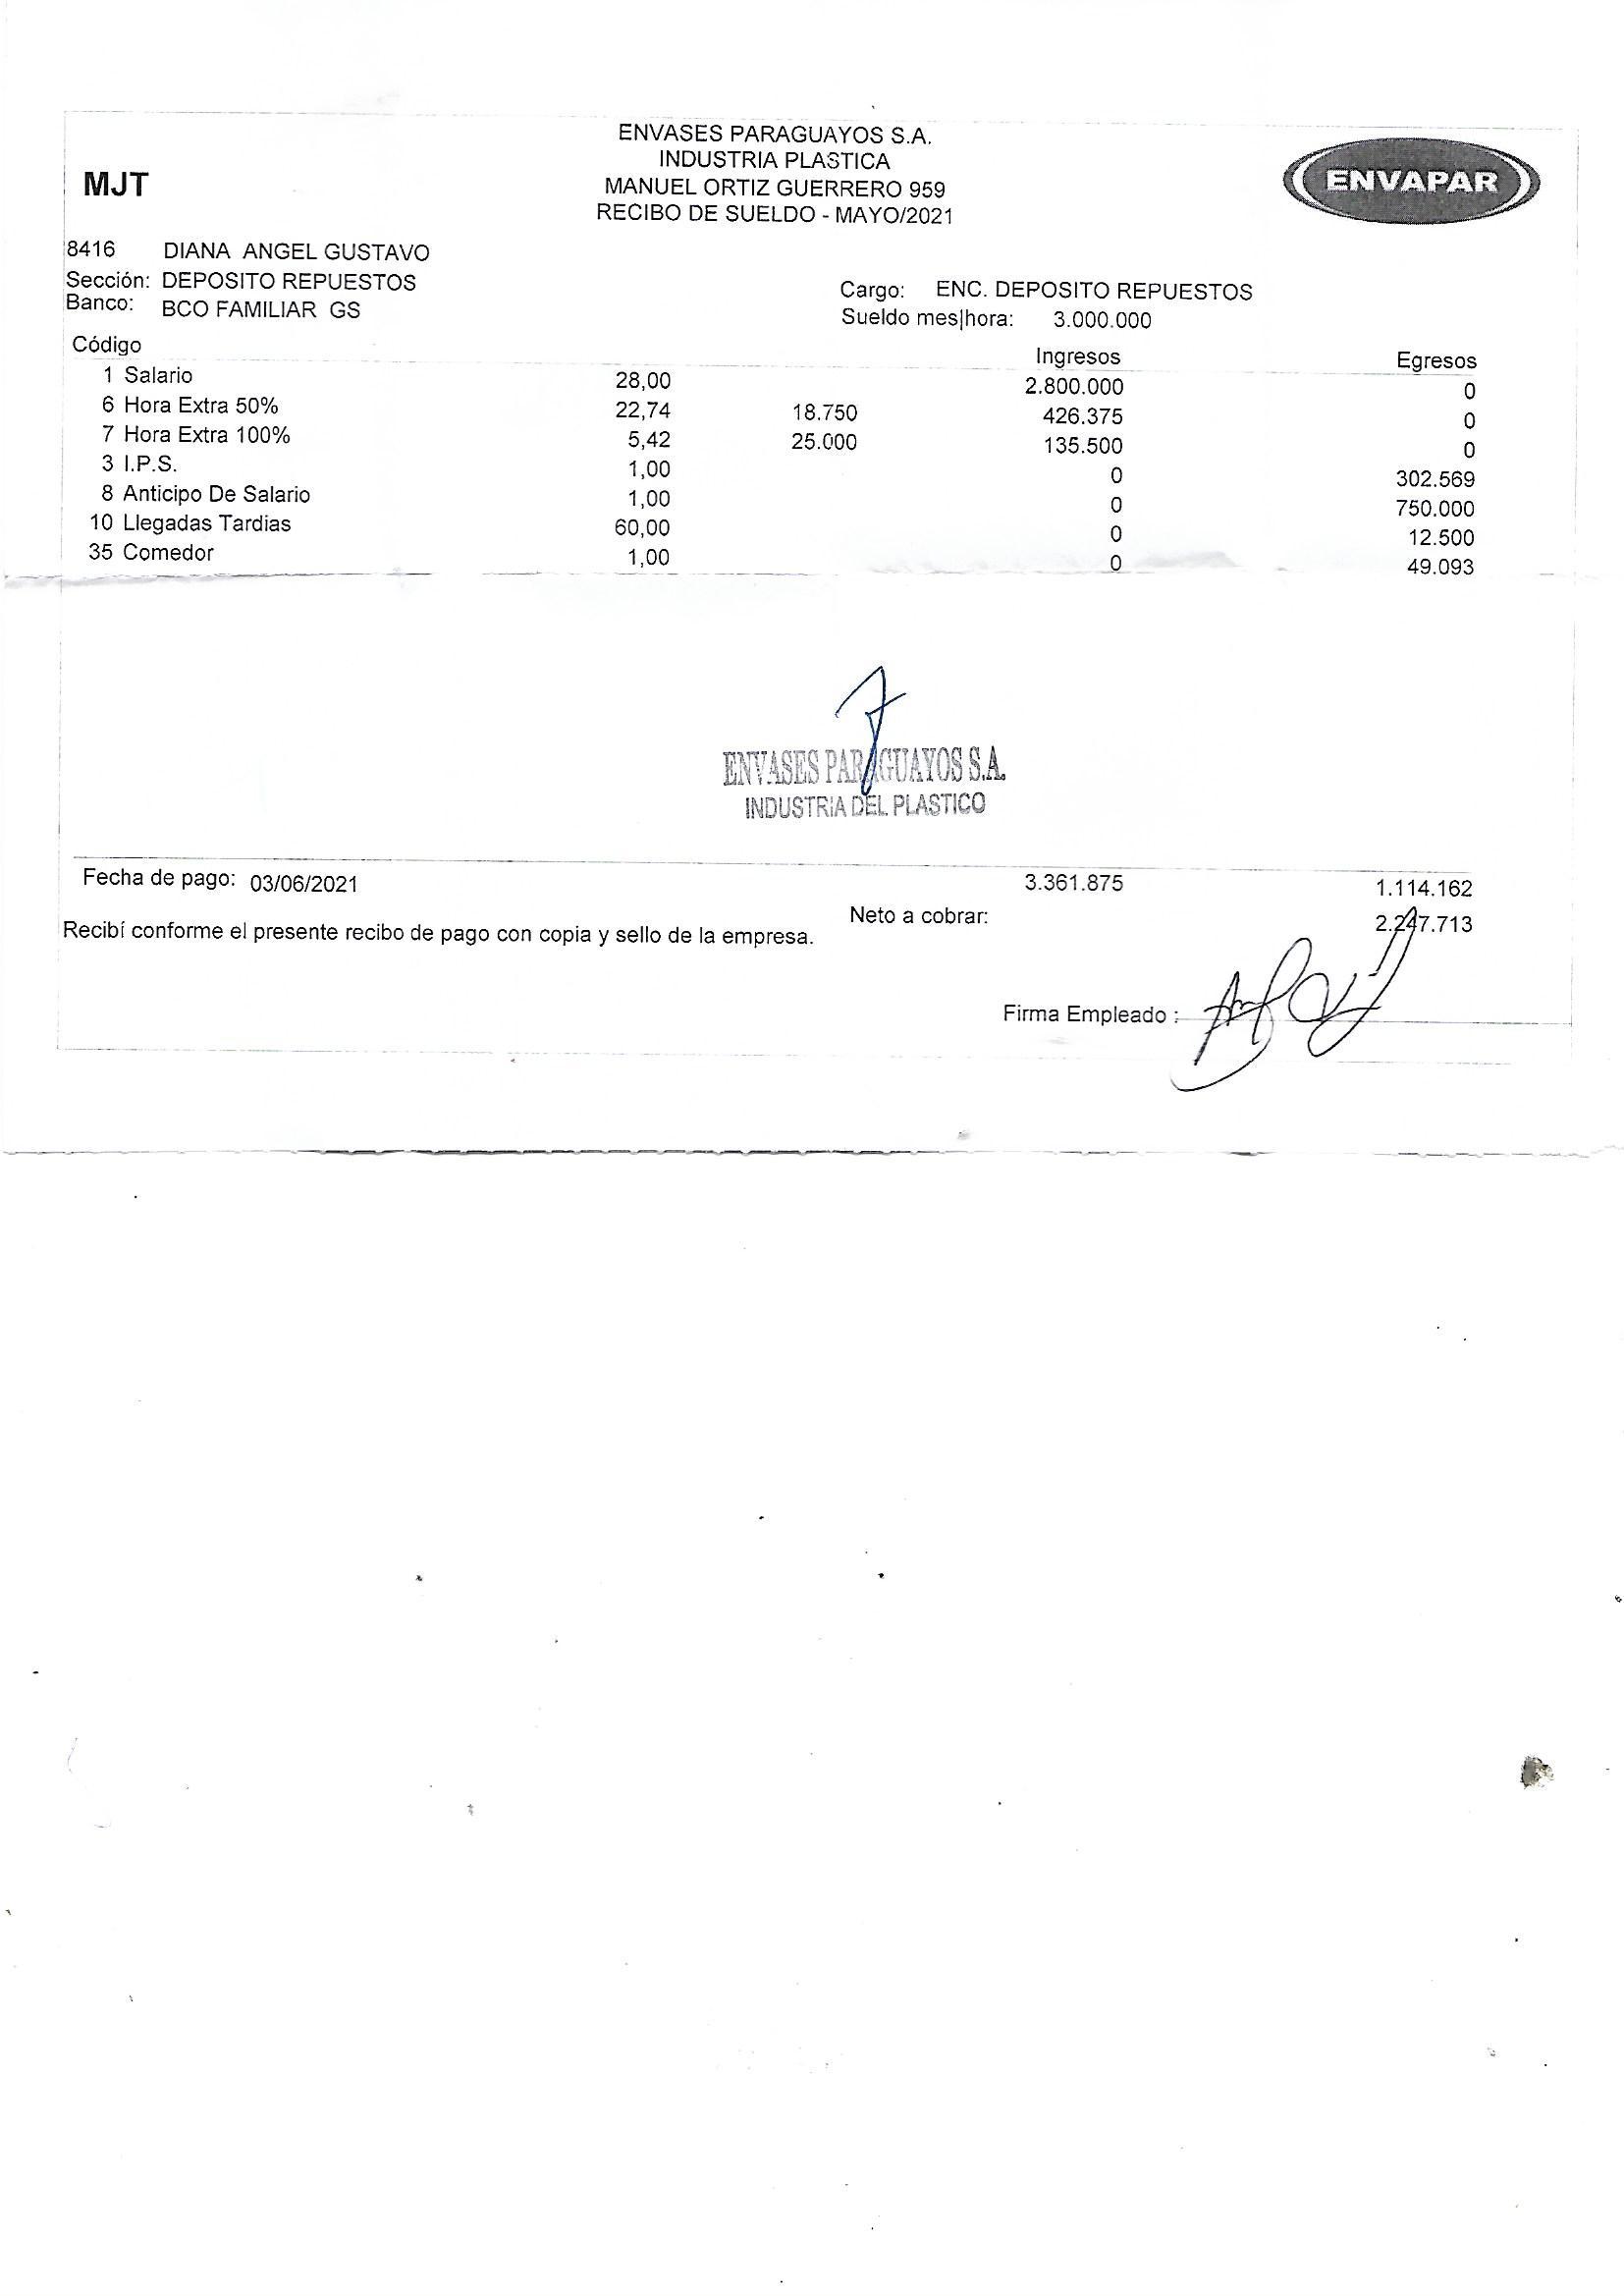 ENVASES PARAGUAYOS S.A.
INDUSTRIA PLASTICA
MJT
MANUEL ORTIZ GUERRERO 959
RECIBO DE SUELDO - MAYO/2021
ENVAPAR
8416 DIANA ANGEL GUSTAVO
Sección: DEPOSITO REPUESTOS
Cargo: ENC. DEPOSITO REPUESTOS
Banco: BCO FAMILIAR GS
Sueldo mes|hora: 3.000.000
Código Ingresos Egresos
1 Salario 28,00 2.800.000 0
6 Hora Extra 50% 22,74 18.750 426.375 0
7 Hora Extra 100% 5,42 25.000 135.500 0
3 I.P.S. 1,00 0 302.569
8 Anticipo De Salario 1,00 0 750.000
10 Llegadas Tardias 60,00 0 12.500
35 Comedor 1,00 0 49.093
ENVASES PARAGUAYOS S.A.
INDUSTRIA DEL PLASTICO
Fecha de pago: 03/06/2021 3.361.875 1.114.162
Neto a cobrar: 2.247.713
Recibí conforme el presente recibo de pago con copia y sello de la empresa.
Firma Empleado :